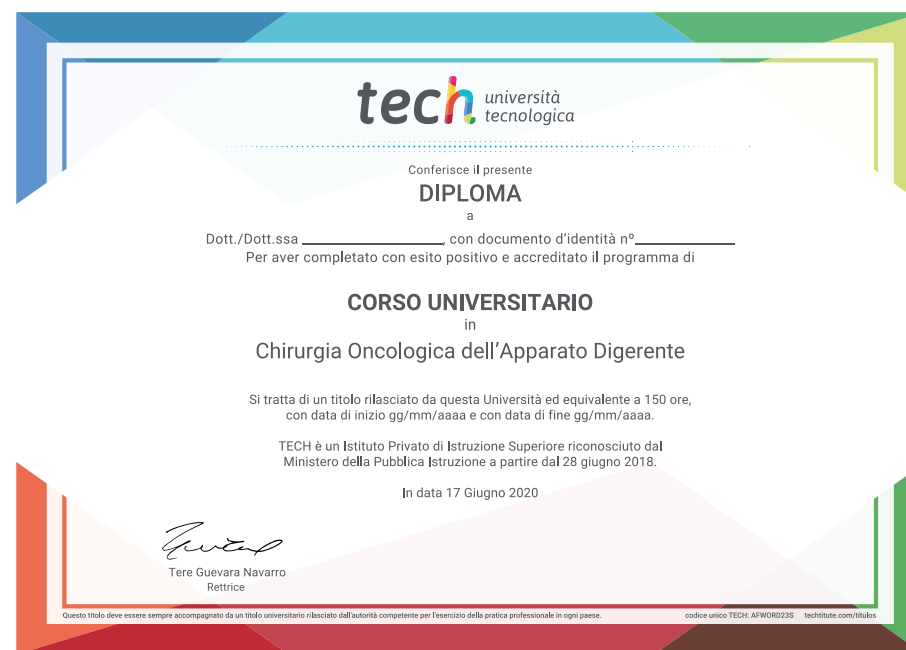 tech università
tecnologica
Conferisce il presente
DIPLOMA
a
Dott./Dott.ssa ____________________, con documento d'identità nº______________
Per aver completato con esito positivo e accreditato il programma di
CORSO UNIVERSITARIO
in
Chirurgia Oncologica dell'Apparato Digerente
Si tratta di un titolo rilasciato da questa Università ed equivalente a 150 ore,
con data di inizio gg/mm/aaaa e con data di fine gg/mm/aaaa.
TECH è un Istituto Privato di Istruzione Superiore riconosciuto dal
Ministero della Pubblica Istruzione a partire dal 28 giugno 2018.
In data 17 Giugno 2020
Tere Guevara Navarro
Rettrice
Questo titolo deve essere sempre accompagnato da un titolo universitario rilasciato dall'autorità competente per l'esercizio della pratica professionale in ogni paese. codice unico TECH: AFWORD23S techtitute.com/títulos